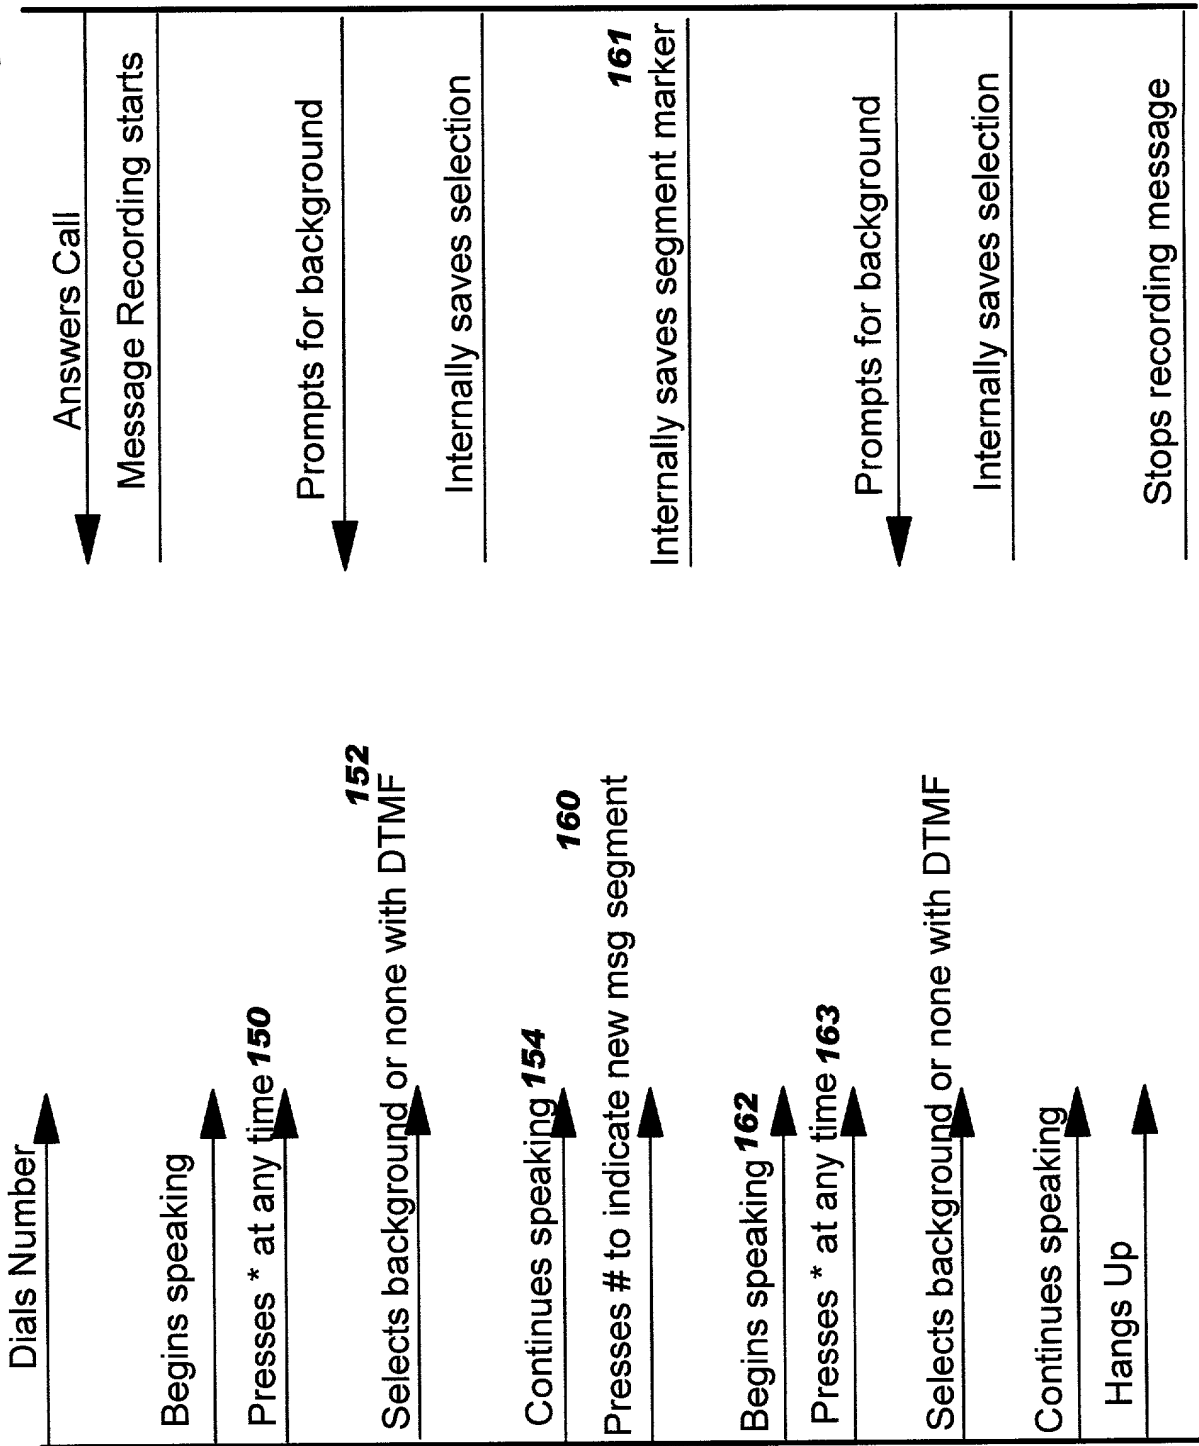 Dials Number
Answers Call
Message Recording starts
Begins speaking
Presses * at any time 150
Prompts for background
152
Selects background or none with DTMF
Internally saves selection
Continues speaking 154
160
Presses # to indicate new msg segment
161
Internally saves segment marker
Begins speaking 162
Presses * at any time 163
Prompts for background
Selects background or none with DTMF
Internally saves selection
Continues speaking
Hangs Up
Stops recording message